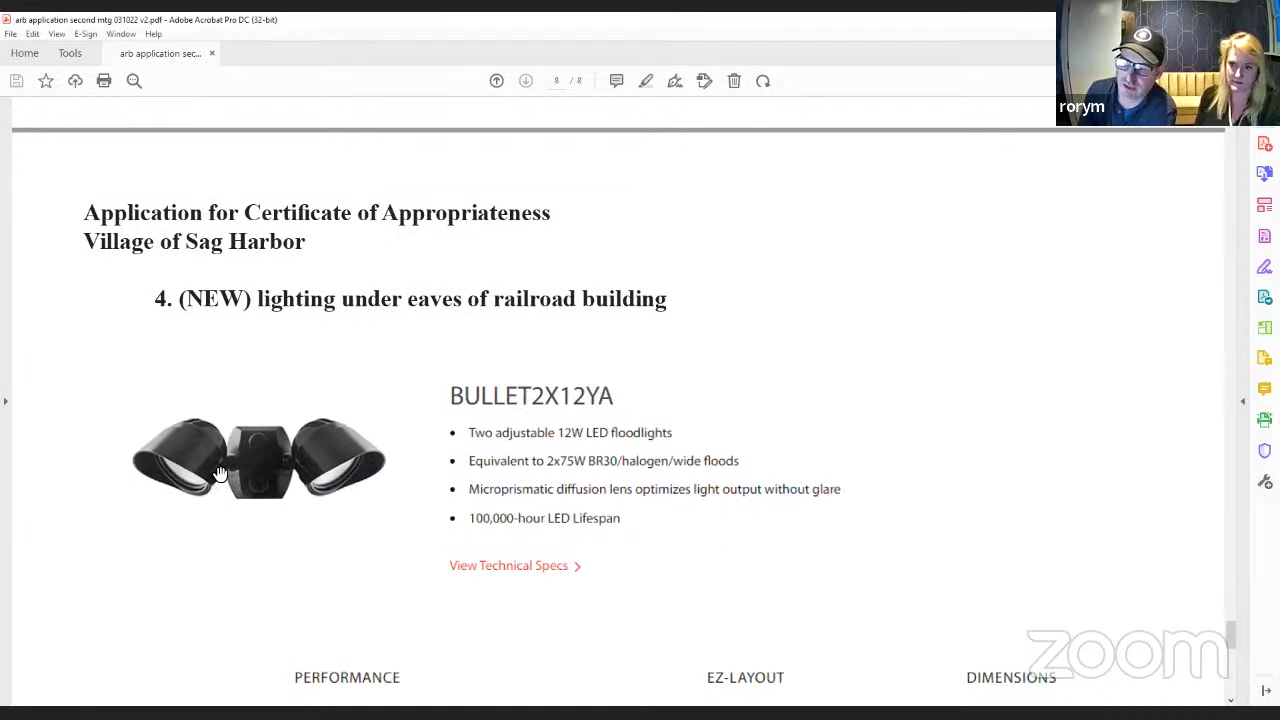 arb application second mtg 031022 v2.pdf - Adobe Acrobat Pro DC (32-bit)
File Edit View E-Sign Window Help
Home Tools arb application sec... ×
8 / 8
rorym
Application for Certificate of Appropriateness
Village of Sag Harbor
4. (NEW) lighting under eaves of railroad building
BULLET2X12YA
• Two adjustable 12W LED floodlights
• Equivalent to 2x75W BR30/halogen/wide floods
• Microprismatic diffusion lens optimizes light output without glare
• 100,000-hour LED Lifespan
View Technical Specs >
zoom
PERFORMANCE EZ-LAYOUT DIMENSIONS